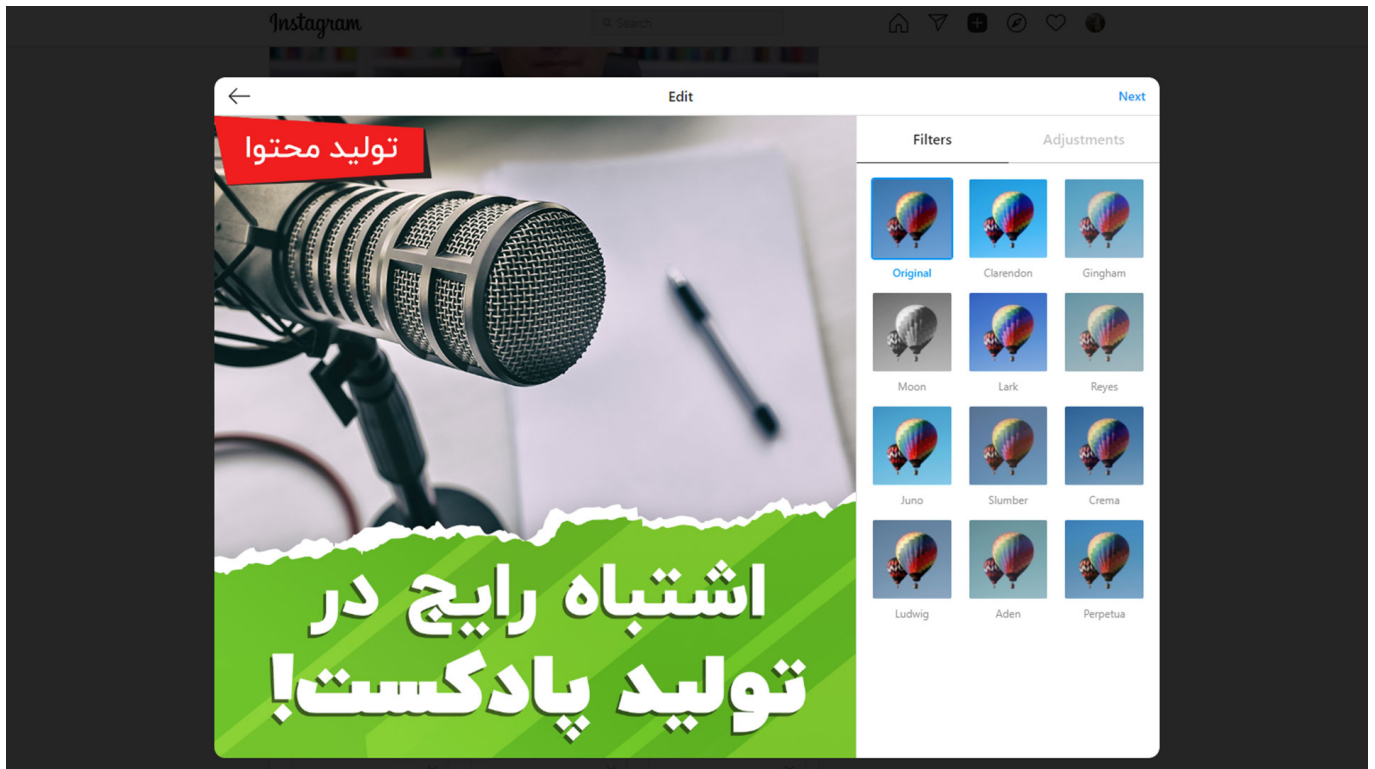 Instagram
Search
Edit
Next
تولید محتوا
اشتباه رایج در
تولید پادکست!
Filters
Adjustments
Original
Clarendon
Gingham
Moon
Lark
Reyes
Juno
Slumber
Crema
Ludwig
Aden
Perpetua